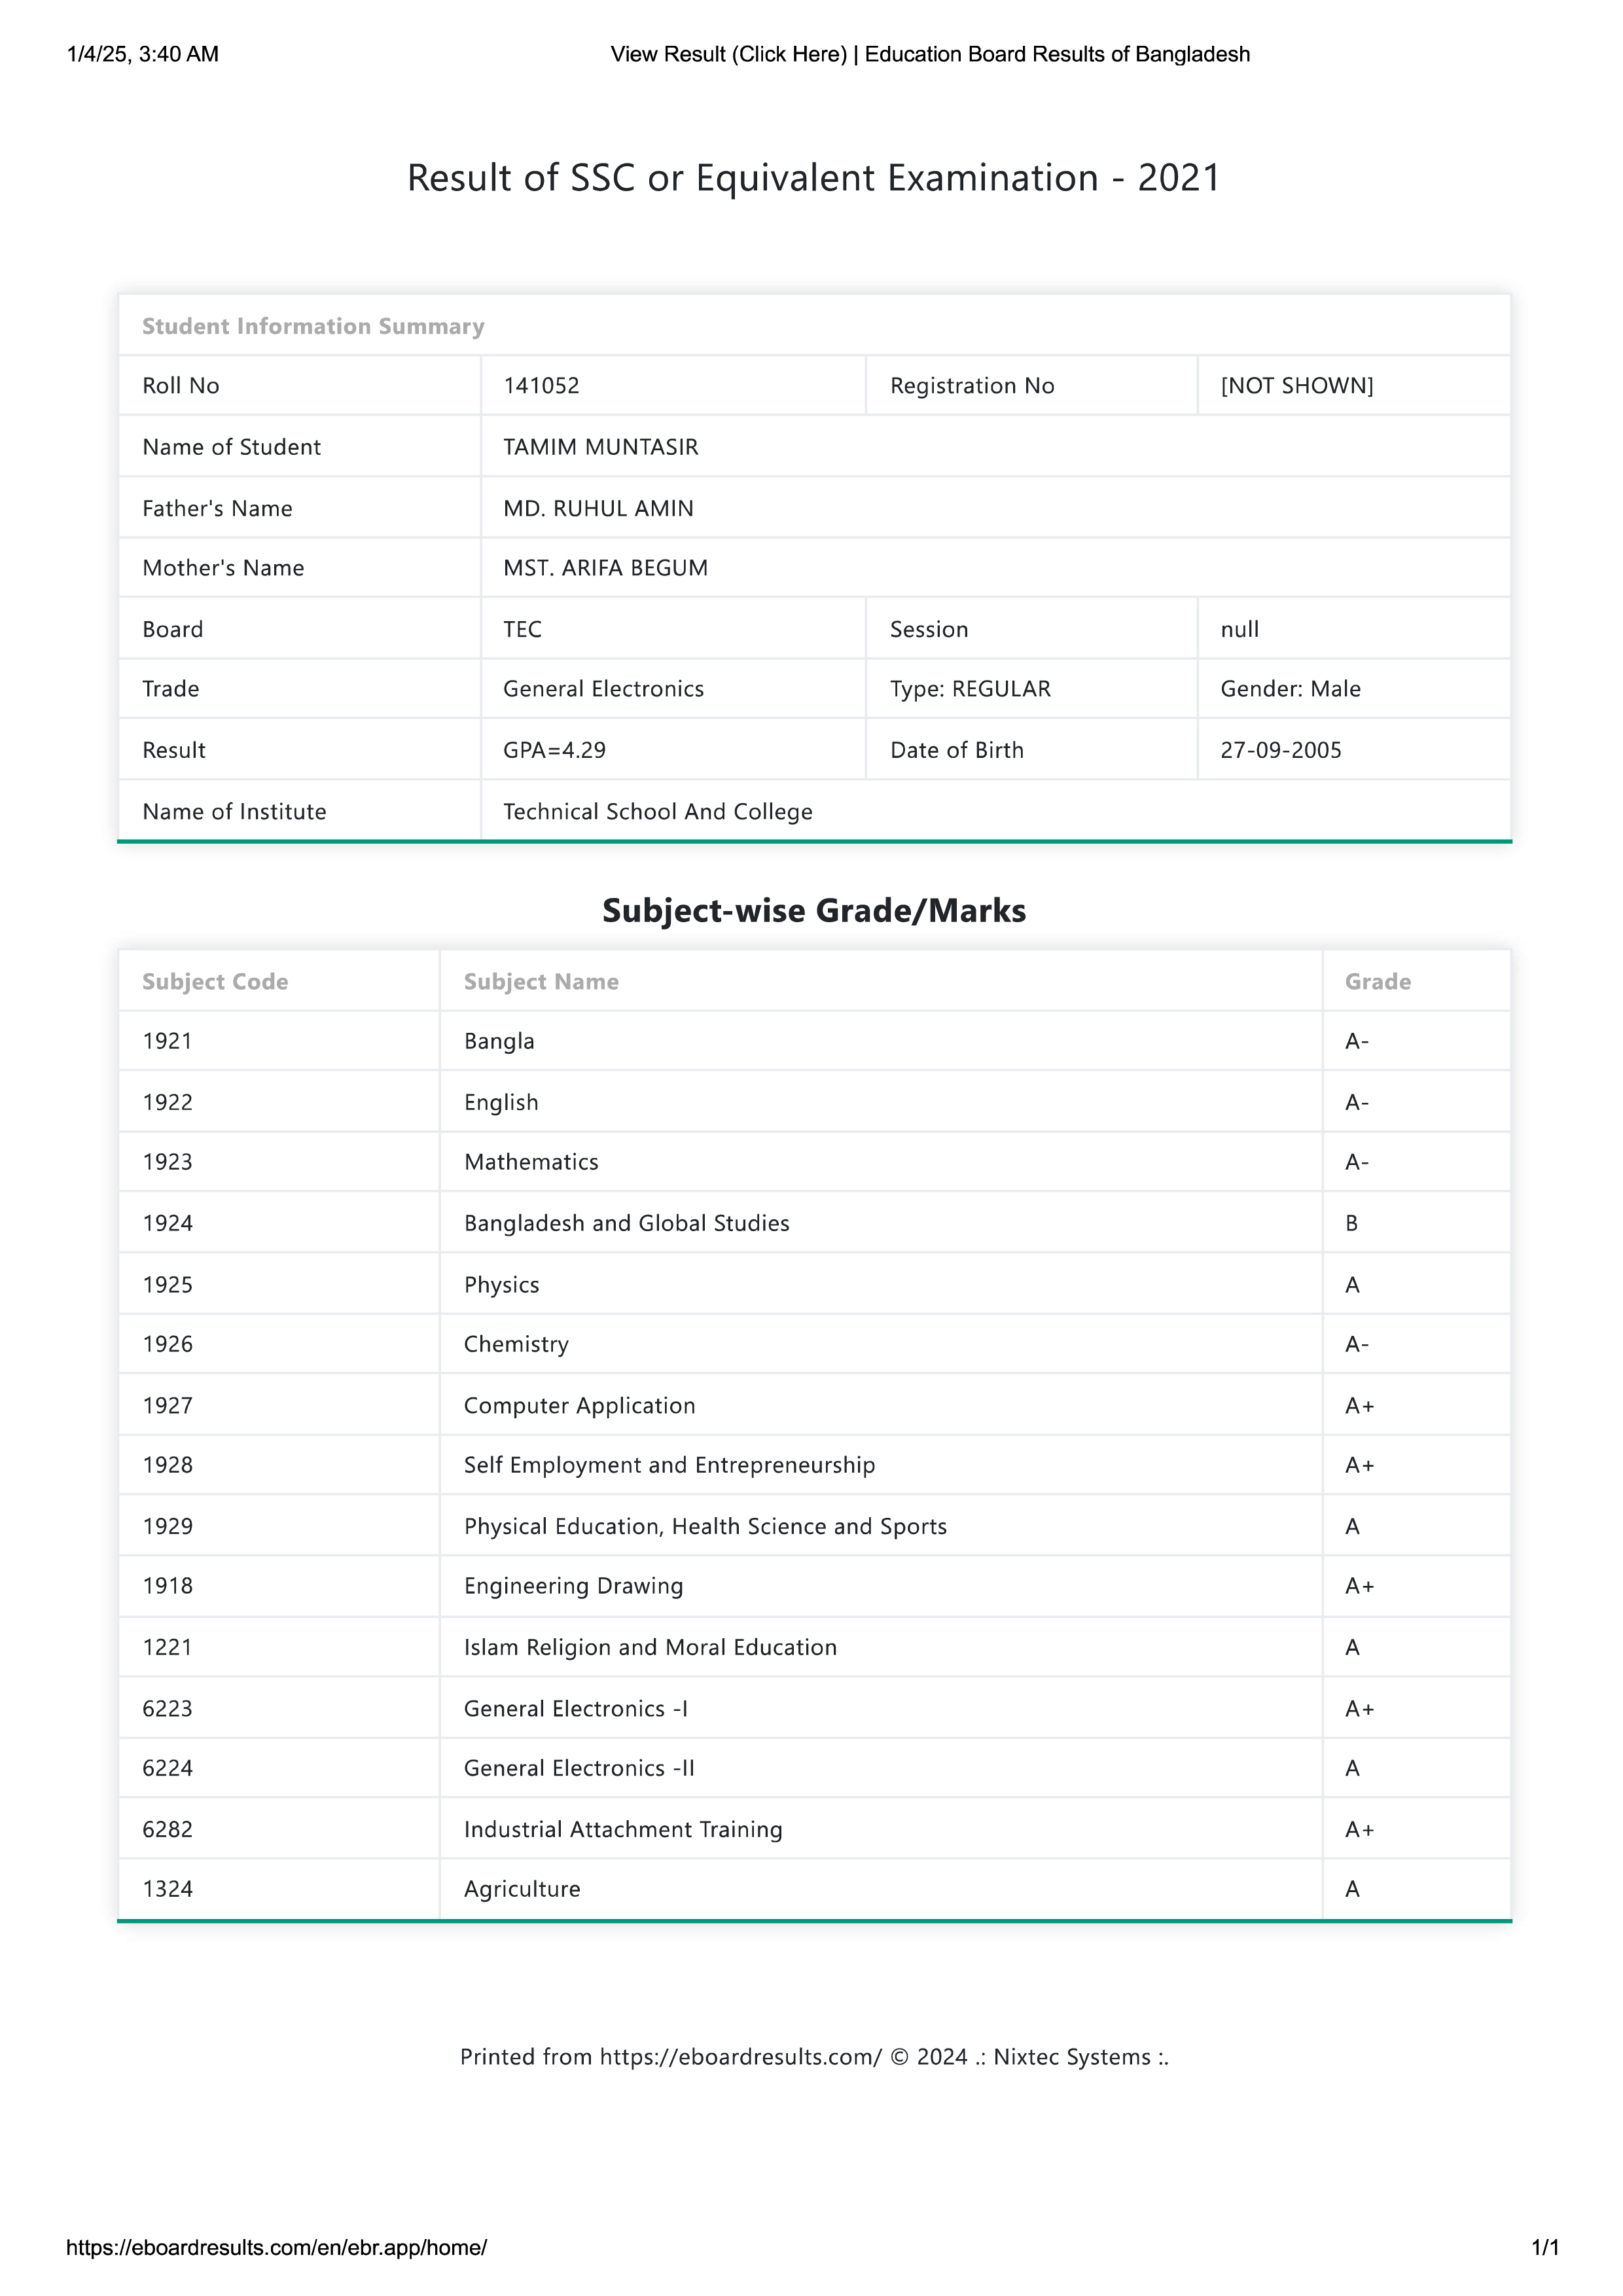 1/4/25, 3:40 AM View Result (Click Here) | Education Board Results of Bangladesh
Result of SSC or Equivalent Examination - 2021
Student Information Summary
Roll No 141052 Registration No [NOT SHOWN]
Name of Student TAMIM MUNTASIR
Father's Name MD. RUHUL AMIN
Mother's Name MST. ARIFA BEGUM
Board TEC Session null
Trade General Electronics Type: REGULAR Gender: Male
Result GPA=4.29 Date of Birth 27-09-2005
Name of Institute Technical School And College
Subject-wise Grade/Marks
Subject Code Subject Name Grade
1921 Bangla A-
1922 English A-
1923 Mathematics A-
1924 Bangladesh and Global Studies B
1925 Physics A
1926 Chemistry A-
1927 Computer Application A+
1928 Self Employment and Entrepreneurship A+
1929 Physical Education, Health Science and Sports A
1918 Engineering Drawing A+
1221 Islam Religion and Moral Education A
6223 General Electronics -I A+
6224 General Electronics -II A
6282 Industrial Attachment Training A+
1324 Agriculture A
Printed from https://eboardresults.com/ © 2024 .: Nixtec Systems :.
https://eboardresults.com/en/ebr.app/home/ 1/1